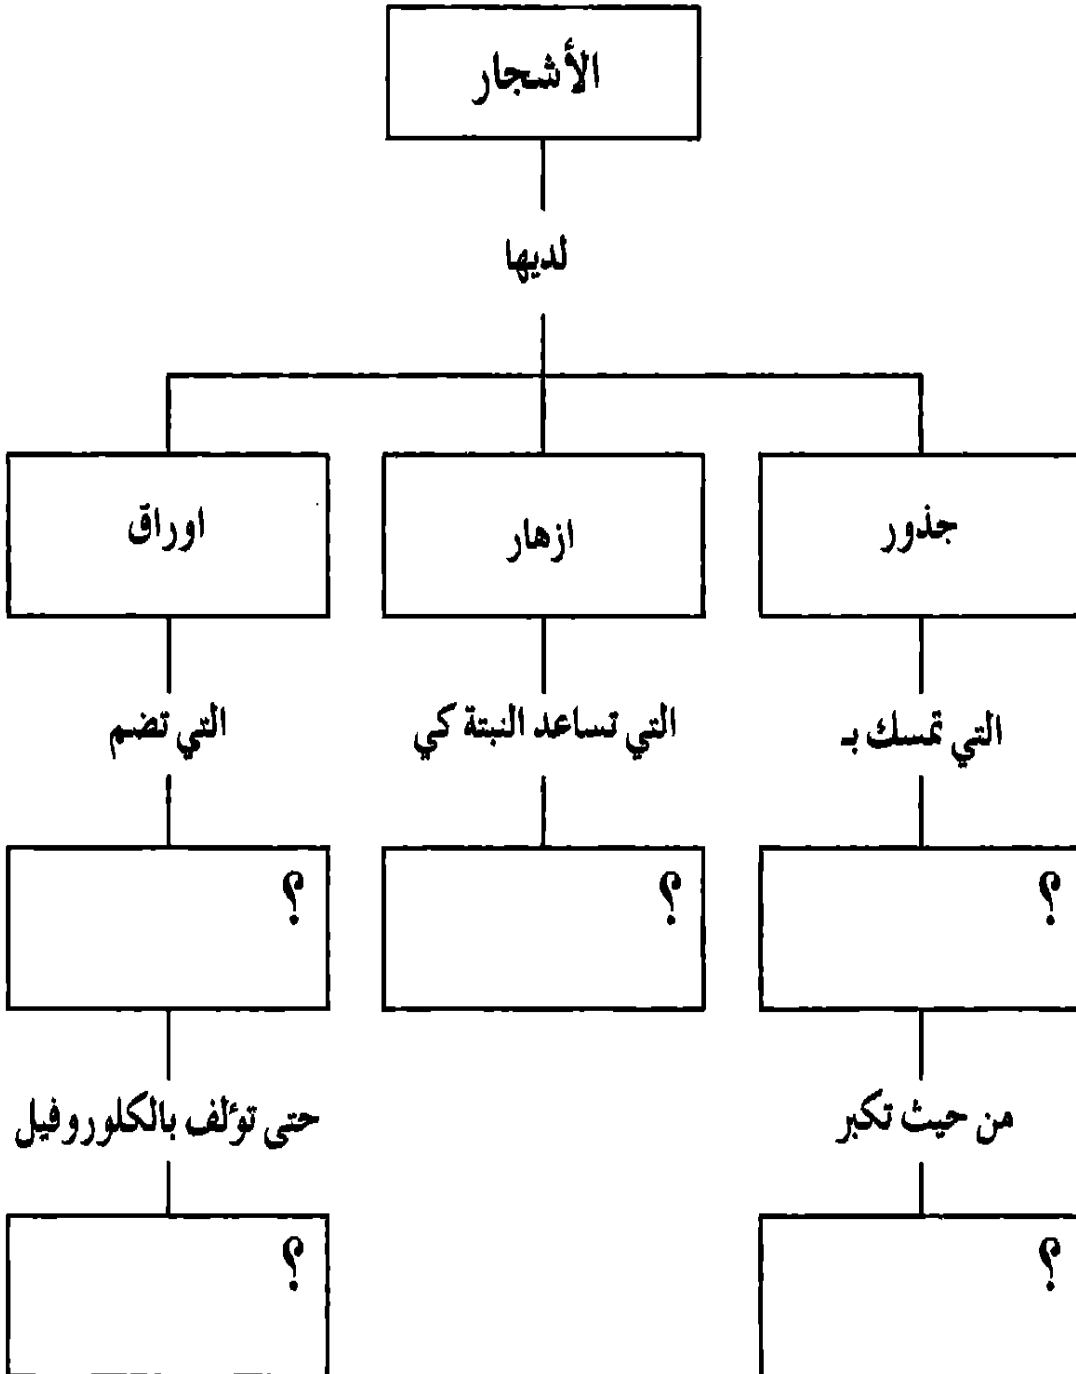 الأشجار
لديها
جذور
ازهار
اوراق
التي تمسك بـ
التي تساعد النبتة كي
التي تضم
؟
؟
؟
من حيث تكبر
حتى تؤلف بالكلوروفيل
؟
؟